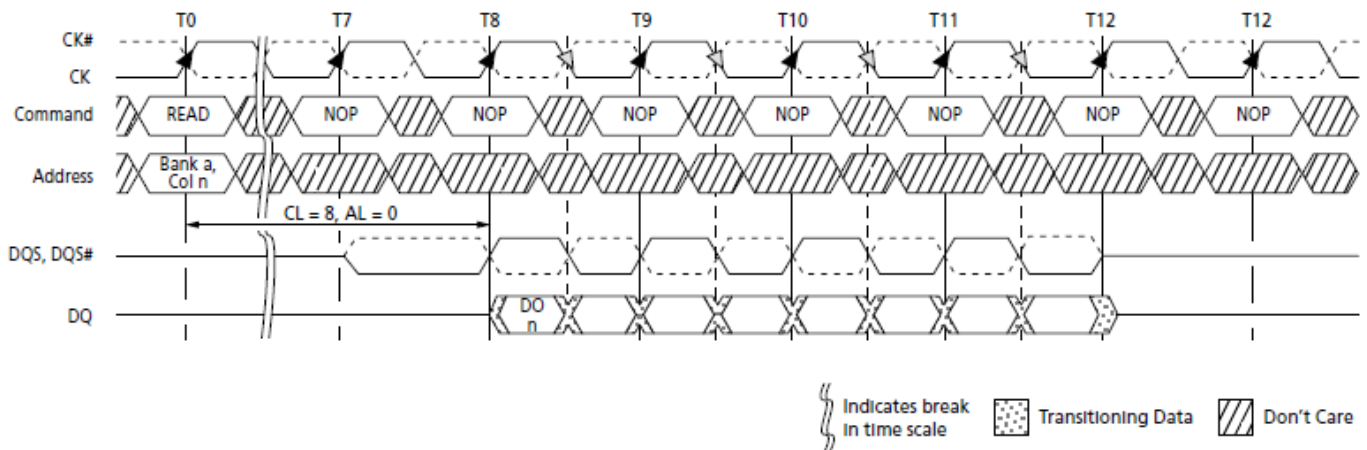 T0 T7 T8 T9 T10 T11 T12 T12
CK#
CK
Command READ NOP NOP NOP NOP NOP NOP NOP
Address Bank a,
Col n
CL = 8, AL = 0
DQS, DQS#
DQ DO
n
Indicates break
in time scale
Transitioning Data
Don't Care